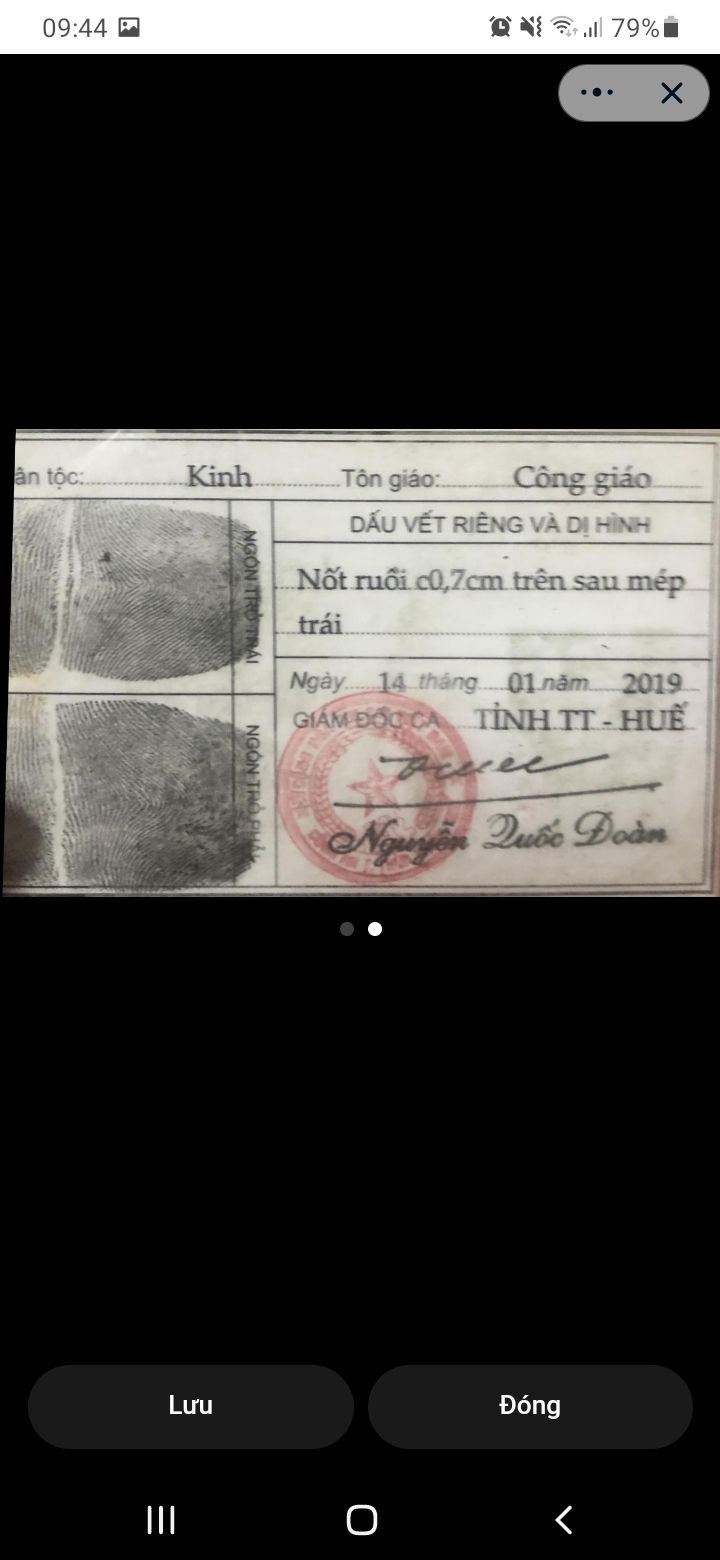 09:44
79%
ân tộc: Kinh Tôn giáo: Công giáo
NGÓN TRỎ TRÁI
DẤU VẾT RIÊNG VÀ DỊ HÌNH
Nốt ruồi c0,7cm trên sau mép
trái
Ngày 14 tháng 01 năm 2019
NGÓN TRỎ PHẢI
GIÁM ĐỐC CA TỈNH TT - HUẾ
Nguyễn Quốc Đoàn
Lưu
Đóng